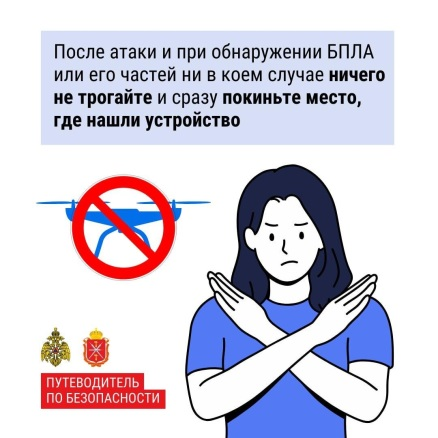 После атаки и при обнаружении БПЛА
или его частей ни в коем случае ничего
не трогайте и сразу покиньте место,
где нашли устройство
ПУТЕВОДИТЕЛЬ
ПО БЕЗОПАСНОСТИ